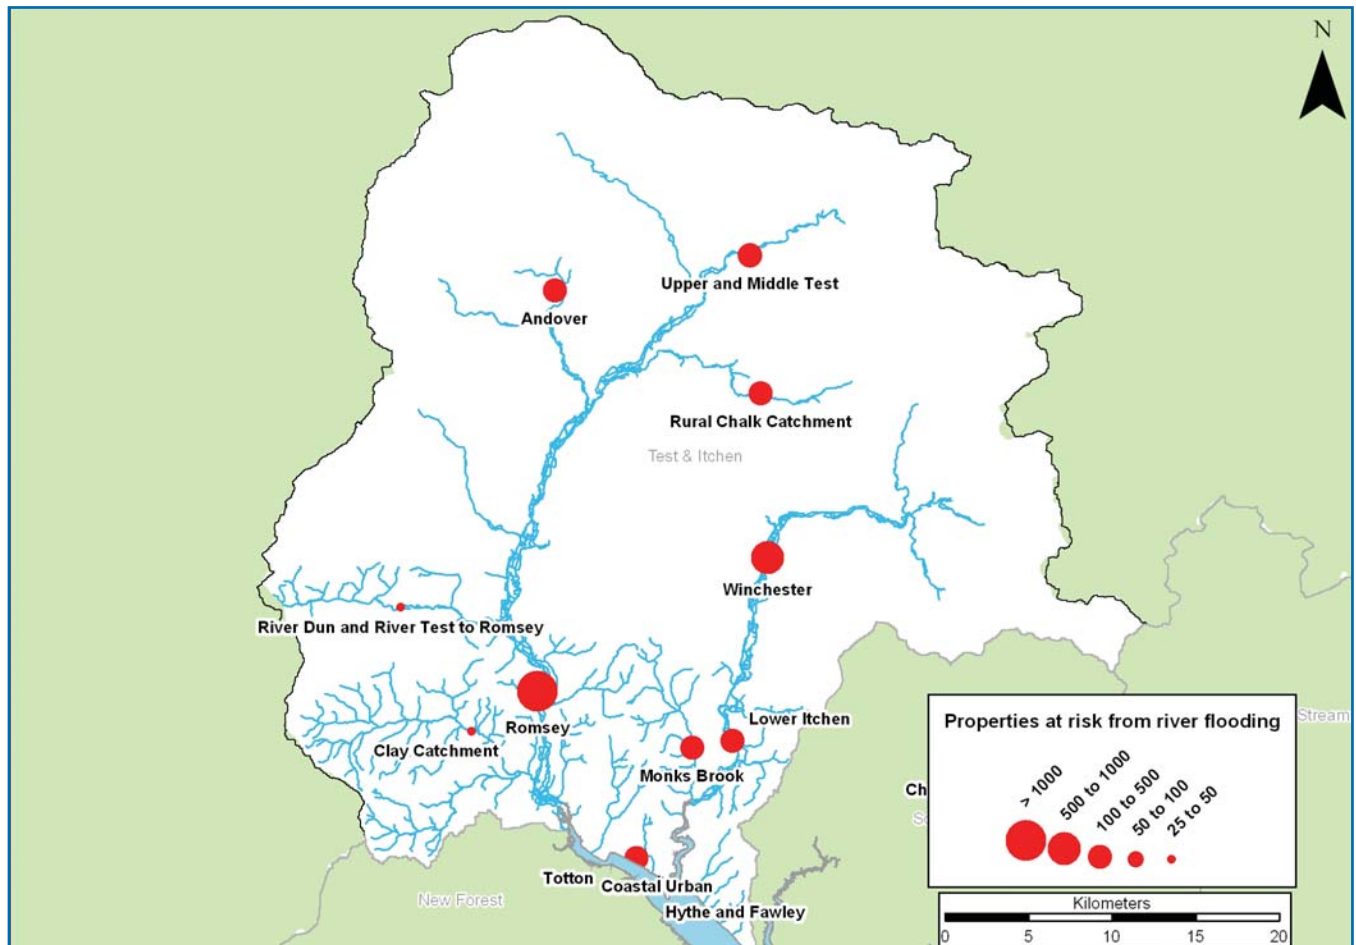 N
Upper and Middle Test
Andover
Rural Chalk Catchment
Test & Itchen
Winchester
River Dun and River Test to Romsey
Romsey
Lower Itchen
Clay Catchment
Monks Brook
Totton
Coastal Urban
Hythe and Fawley
New Forest
Stream
Ch
Properties at risk from river flooding
> 1000
500 to 1000
100 to 500
50 to 100
25 to 50
Kilometers
0 5 10 15 20